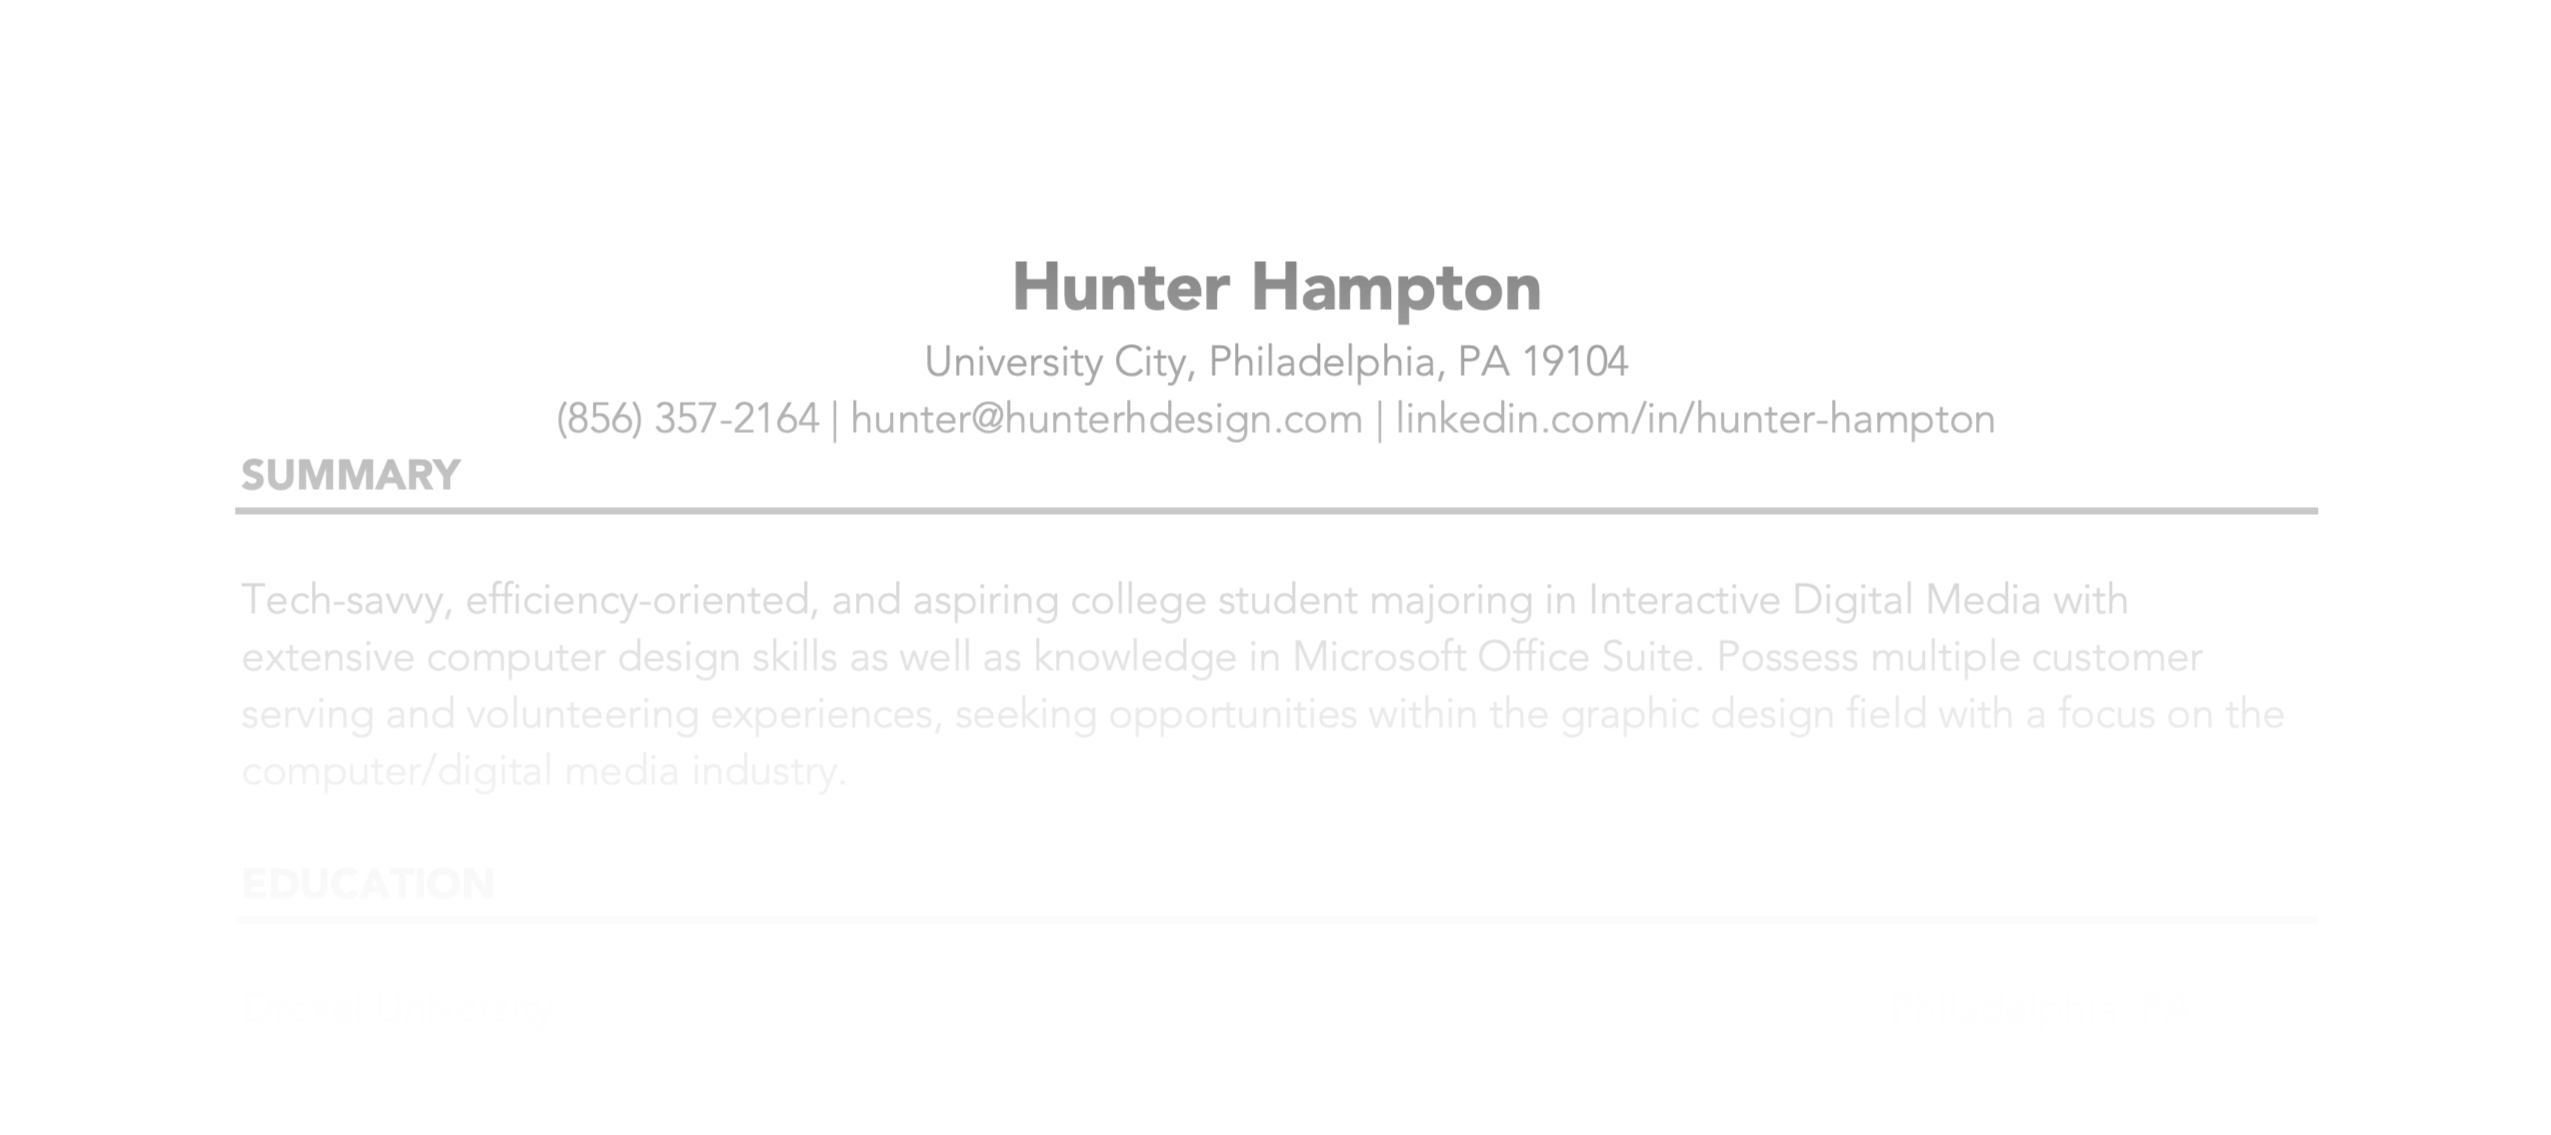 Hunter Hampton
University City, Philadelphia, PA 19104
(856) 357-2164 | hunter@hunterhdesign.com | linkedin.com/in/hunter-hampton
SUMMARY
Tech-savvy, efficiency-oriented, and aspiring college student majoring in Interactive Digital Media with
extensive computer design skills as well as knowledge in Microsoft Office Suite. Possess multiple customer
serving and volunteering experiences, seeking opportunities within the graphic design field with a focus on the
computer/digital media industry.
EDUCATION